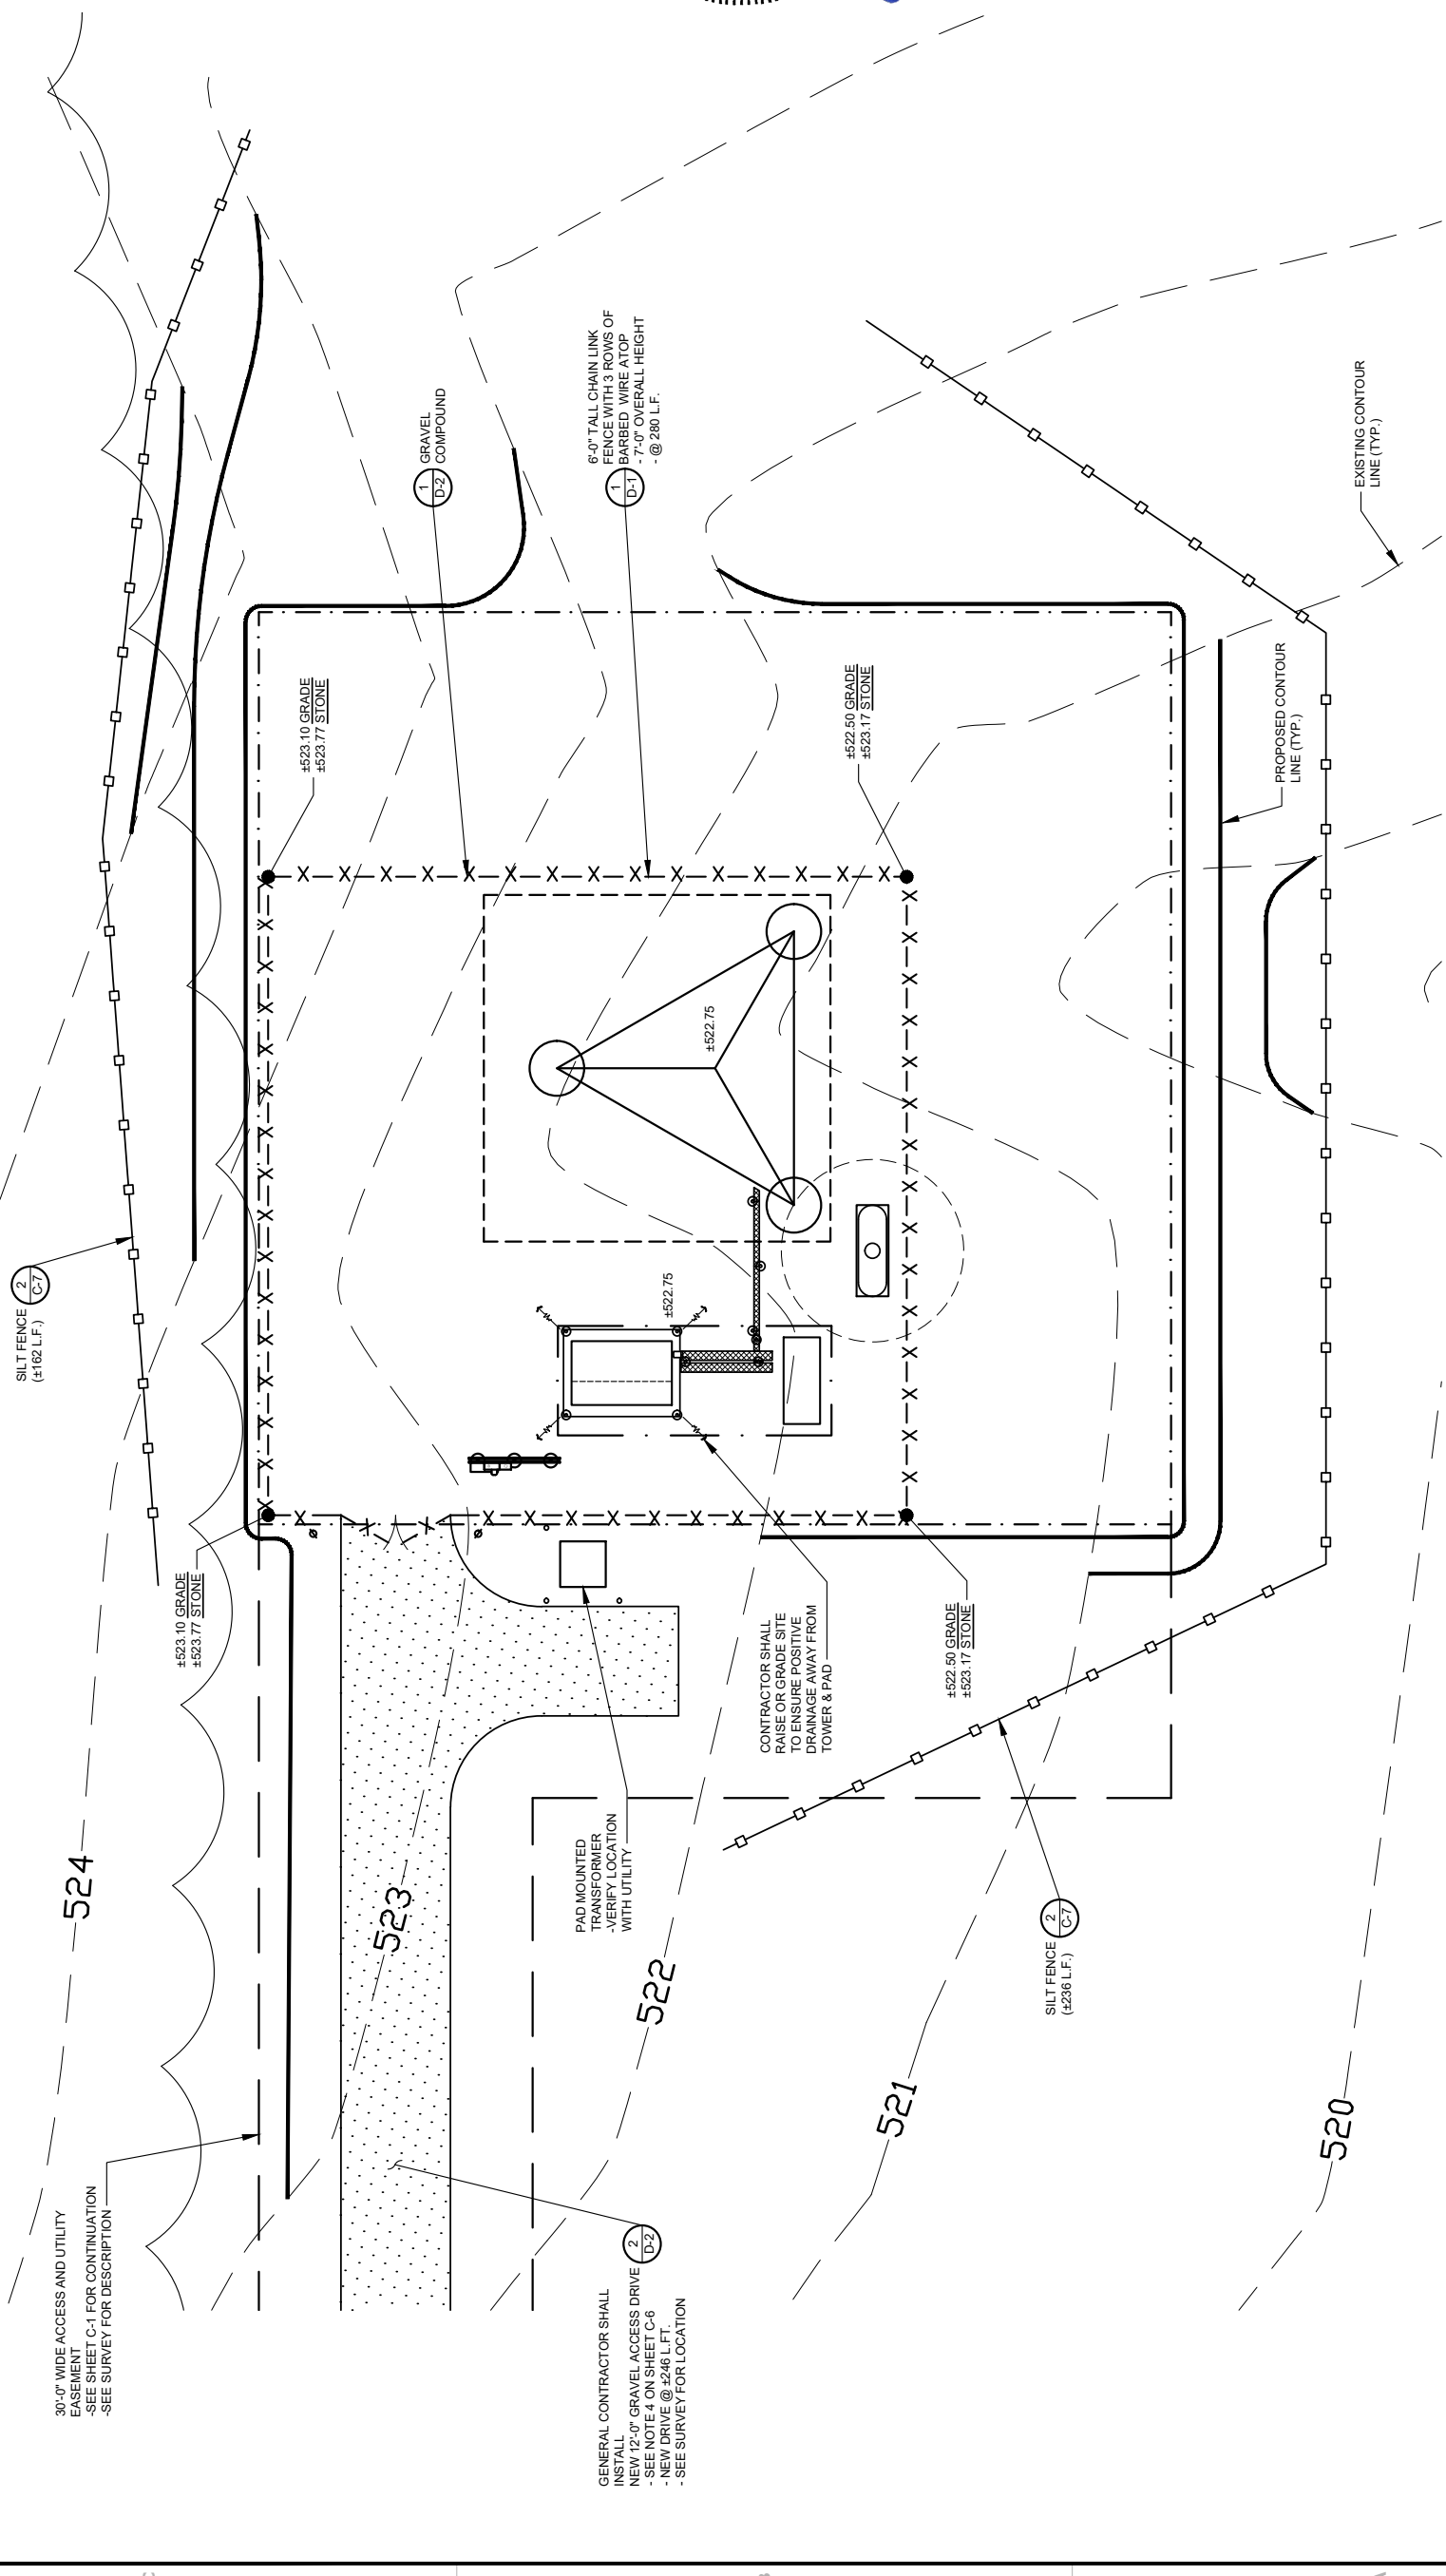 30'-0" WIDE ACCESS AND UTILITY
EASEMENT
-SEE SHEET C-1 FOR CONTINUATION
-SEE SURVEY FOR DESCRIPTION
SILT FENCE
(±162 L.F.)
2
C-7
524
523
522
521
520
±523.10 GRADE
±523.77 STONE
±523.10 GRADE
±523.77 STONE
1
D-2
GRAVEL
COMPOUND
1
D-1
6'-0" TALL CHAIN LINK
FENCE WITH 3 ROWS OF
BARBED WIRE ATOP
- 7'-0" OVERALL HEIGHT
- @ 280 L.F.
±522.75
±522.75
±522.50 GRADE
±523.17 STONE
±522.50 GRADE
±523.17 STONE
PAD MOUNTED
TRANSFORMER
-VERIFY LOCATION
WITH UTILITY
CONTRACTOR SHALL
RAISE OR GRADE SITE
TO ENSURE POSITIVE
DRAINAGE AWAY FROM
TOWER & PAD
GENERAL CONTRACTOR SHALL
INSTALL
NEW 12'-0" GRAVEL ACCESS DRIVE
- SEE NOTE 4 ON SHEET C-6
- NEW DRIVE @ ±246 L.FT.
- SEE SURVEY FOR LOCATION
2
D-2
SILT FENCE
(±236 L.F.)
2
C-7
PROPOSED CONTOUR
LINE (TYP.)
EXISTING CONTOUR
LINE (TYP.)